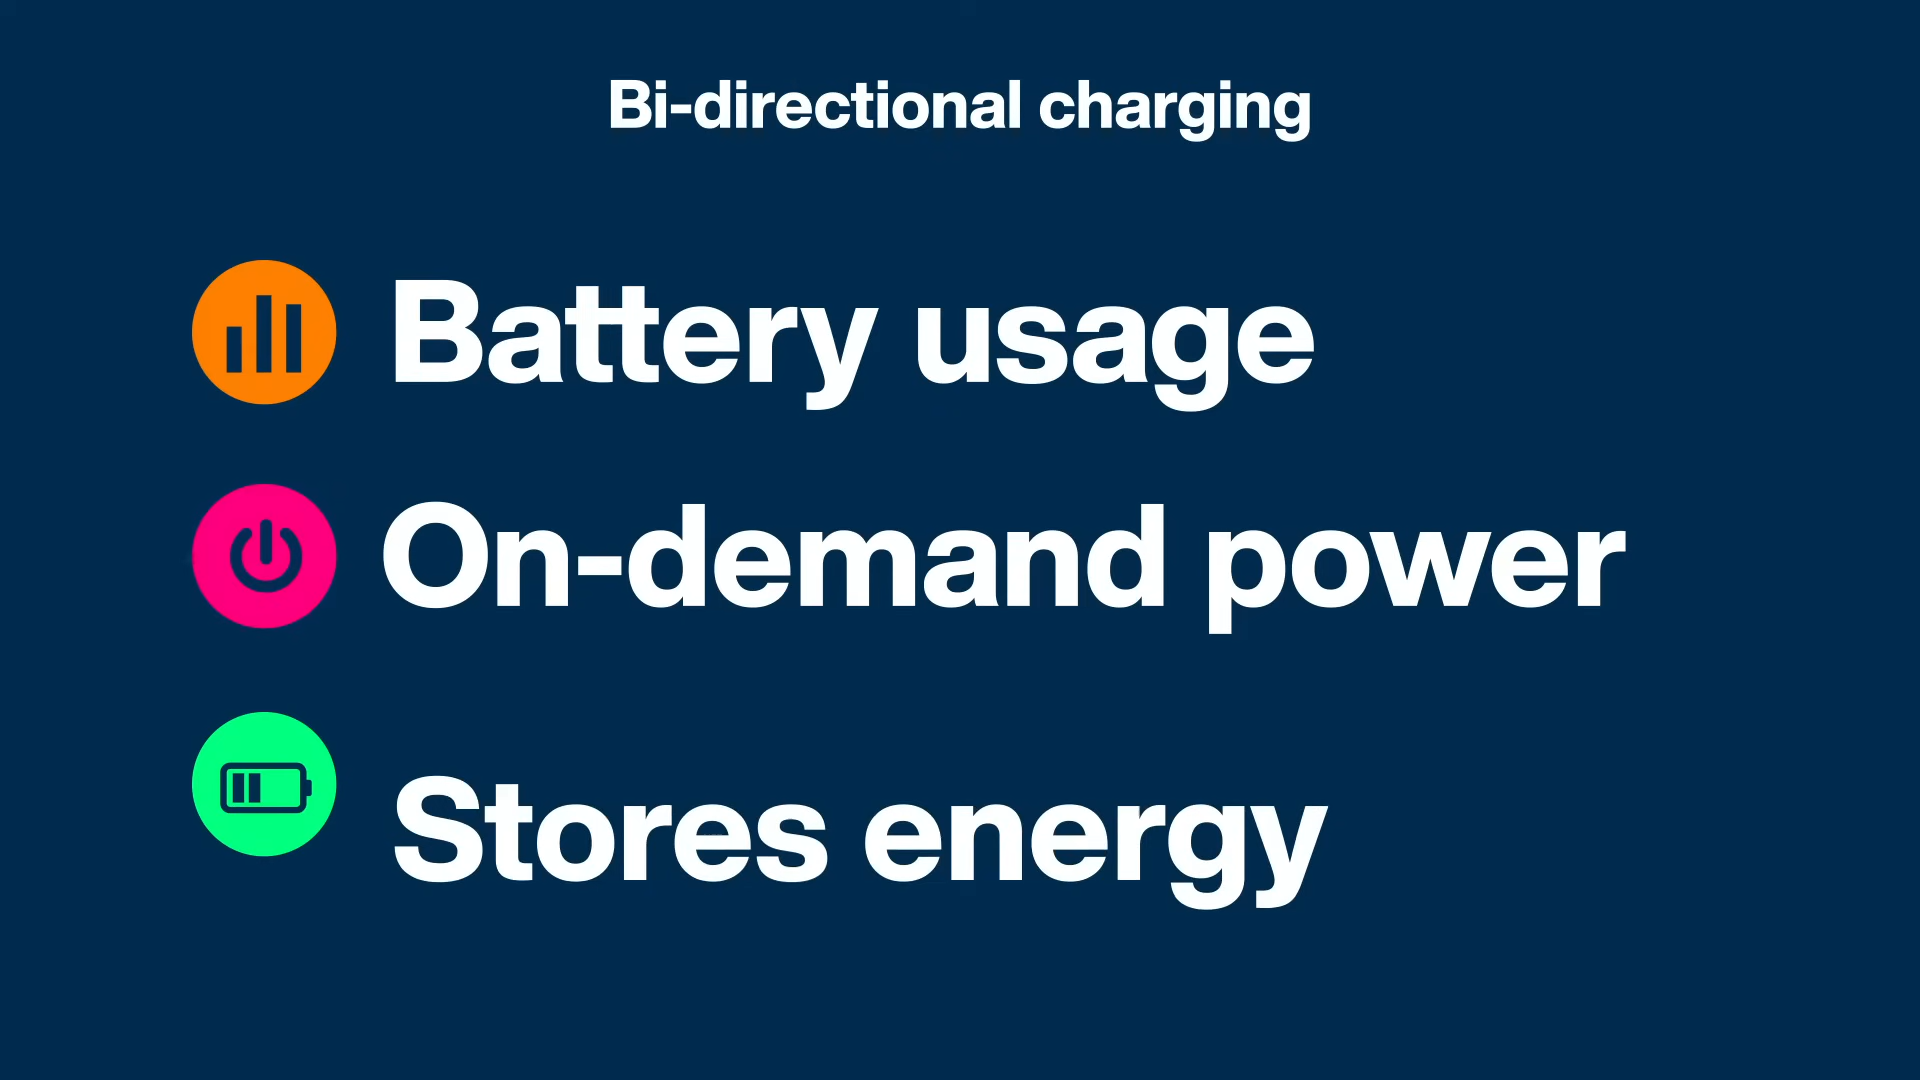 Bi-directional charging
Battery usage
On-demand power
Stores energy